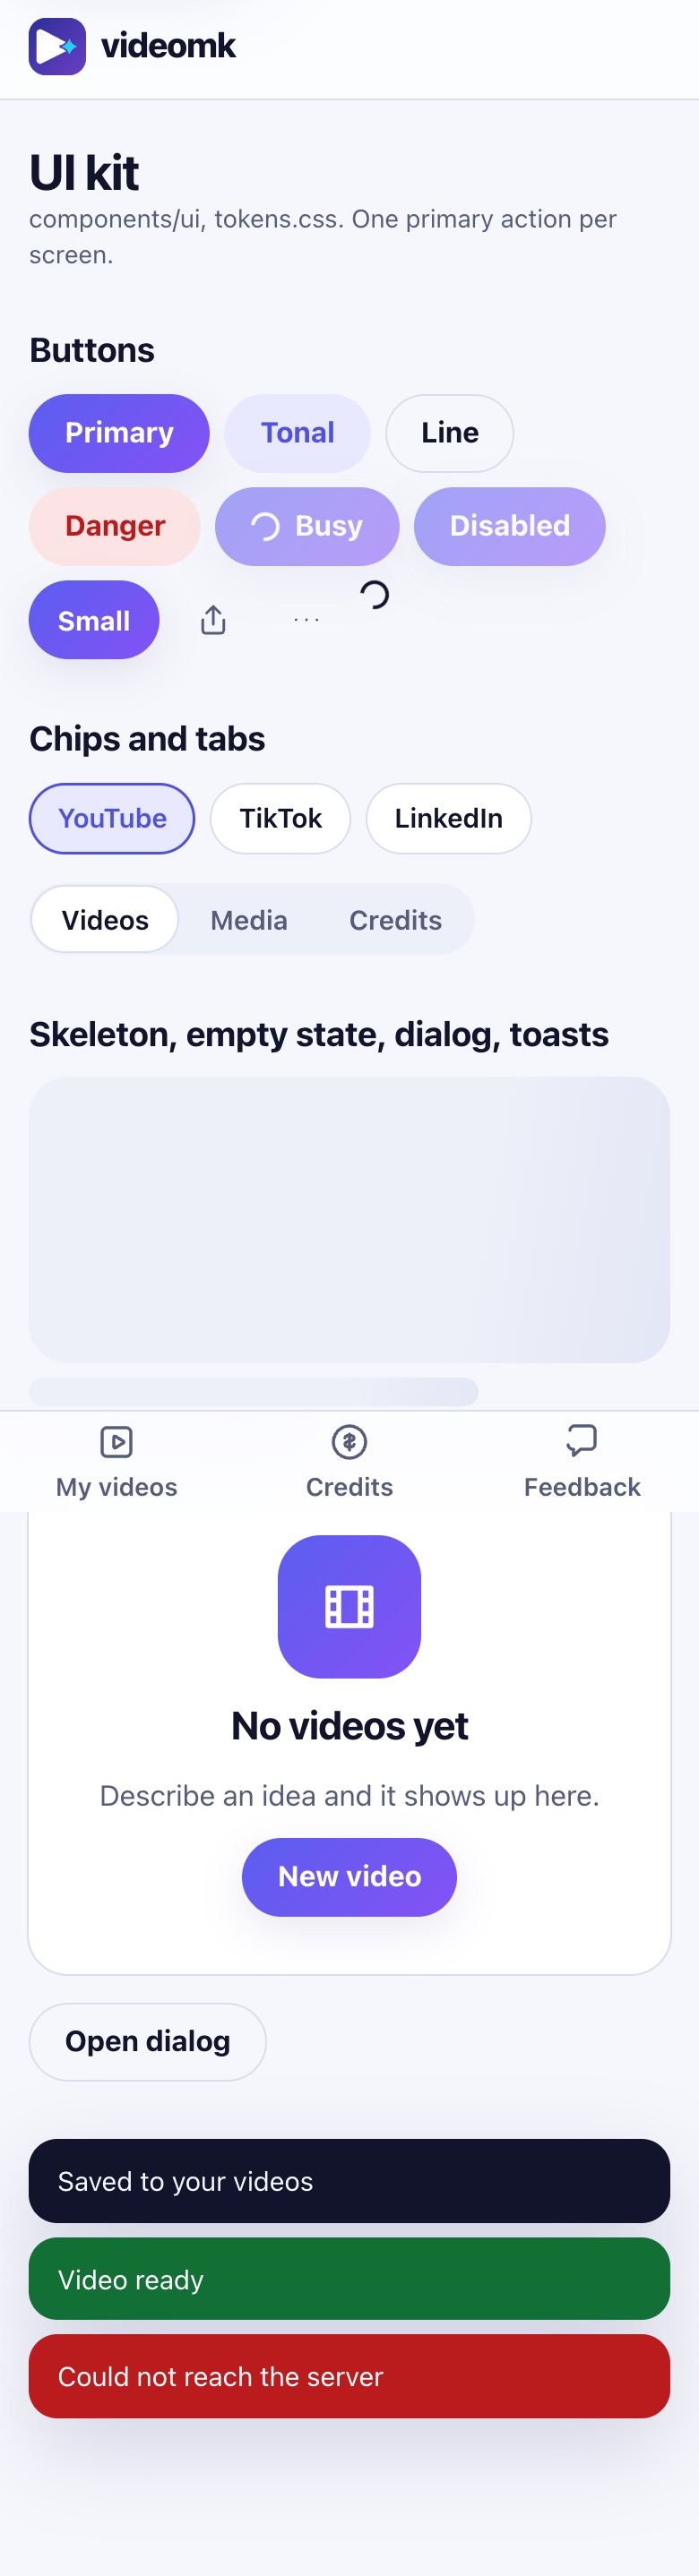 videomk
UI kit
components/ui, tokens.css. One primary action per
screen.
Buttons
Primary
Tonal
Line
Danger
Busy
Disabled
Small
...
Chips and tabs
YouTube
TikTok
LinkedIn
Videos
Media
Credits
Skeleton, empty state, dialog, toasts
My videos
Credits
Feedback
No videos yet
Describe an idea and it shows up here.
New video
Open dialog
Saved to your videos
Video ready
Could not reach the server